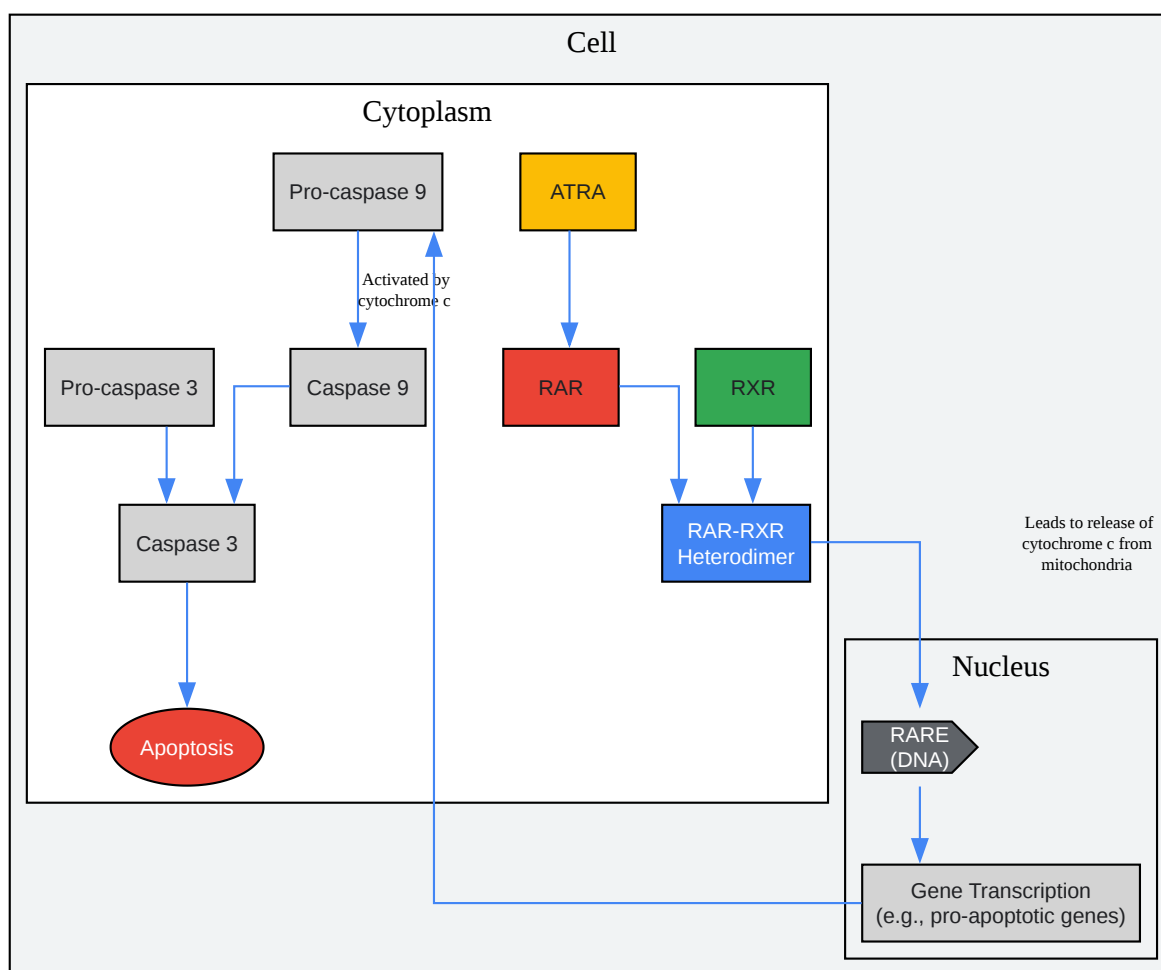 Cell
Cytoplasm
Pro-caspase 9
ATRA
Activated by
cytochrome c
Pro-caspase 3
Caspase 9
RAR
RXR
Caspase 3
RAR-RXR
Heterodimer
Leads to release of
cytochrome c from
mitochondria
Nucleus
Apoptosis
RARE
(DNA)
Gene Transcription
(e.g., pro-apoptotic genes)